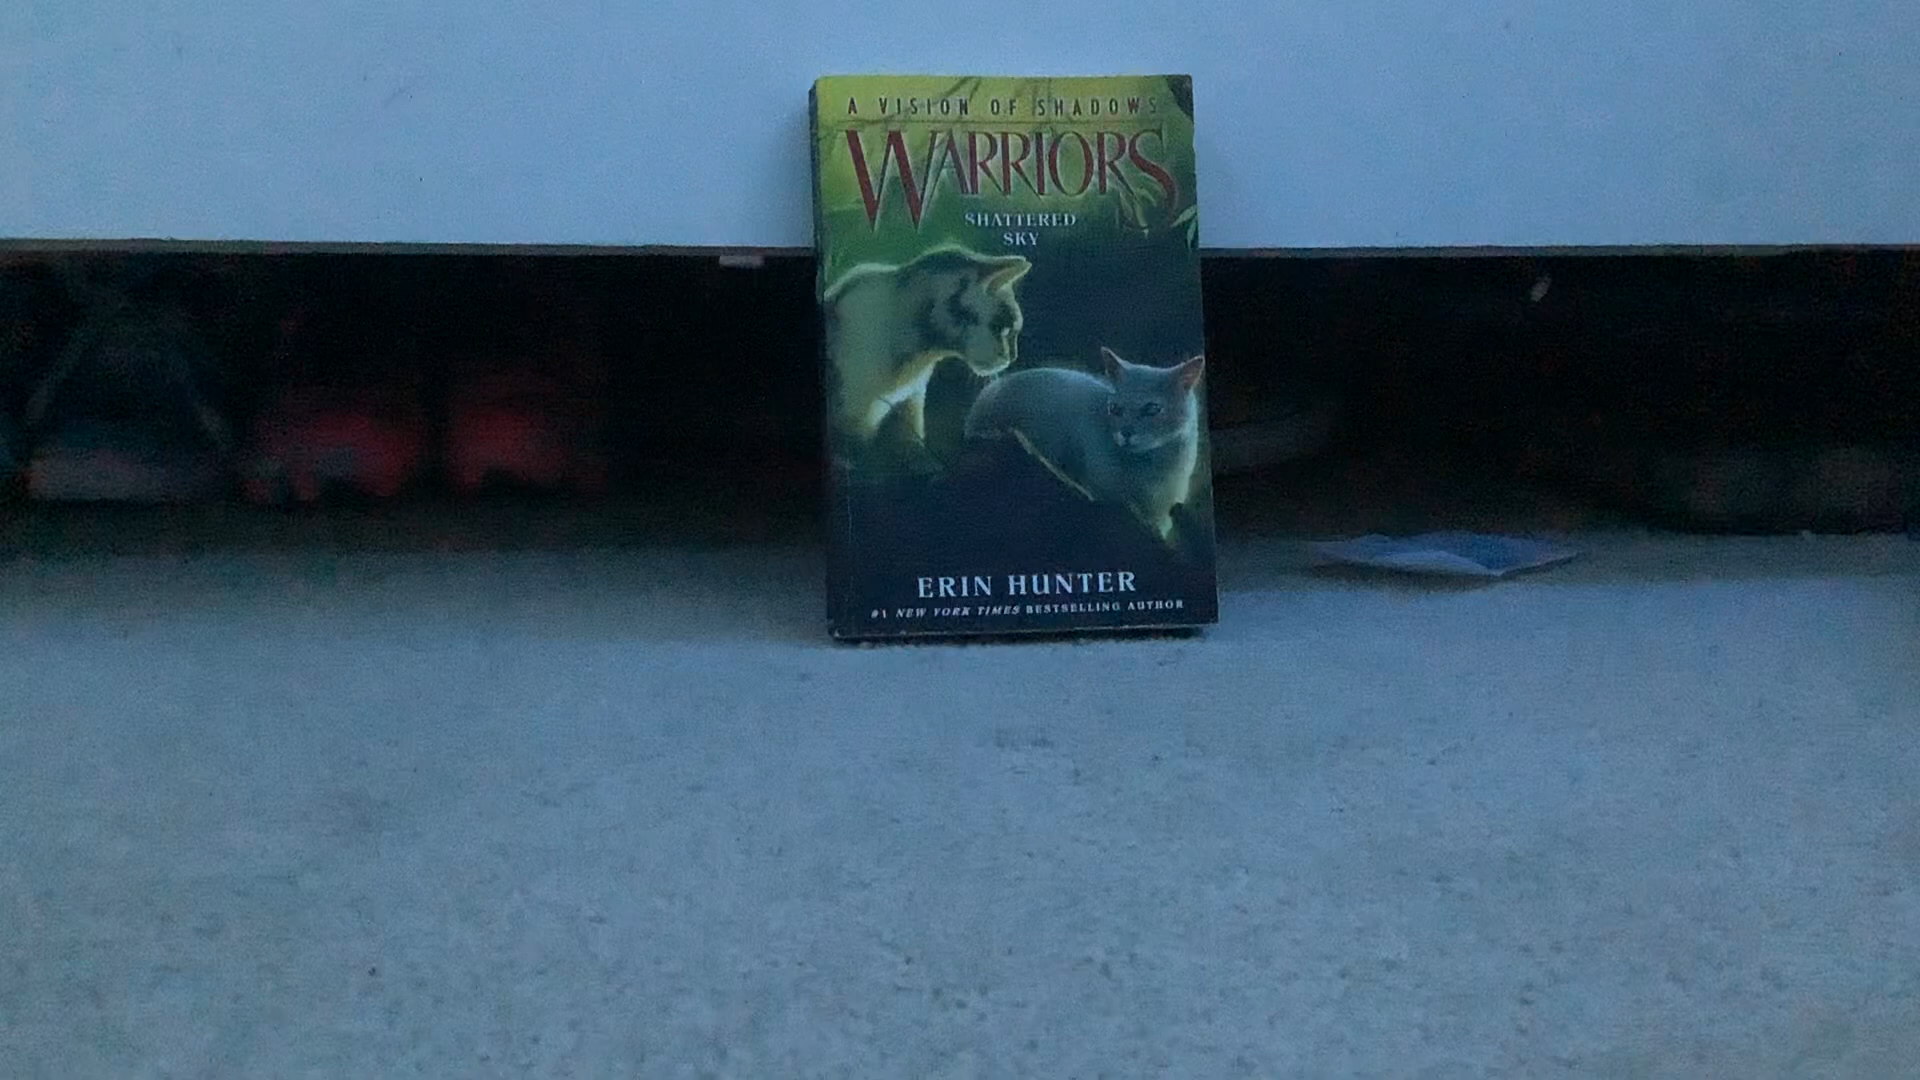 A VISION OF SHADOWS
WARRIORS
SHATTERED
SKY
ERIN HUNTER
#1 NEW YORK TIMES BESTSELLING AUTHOR